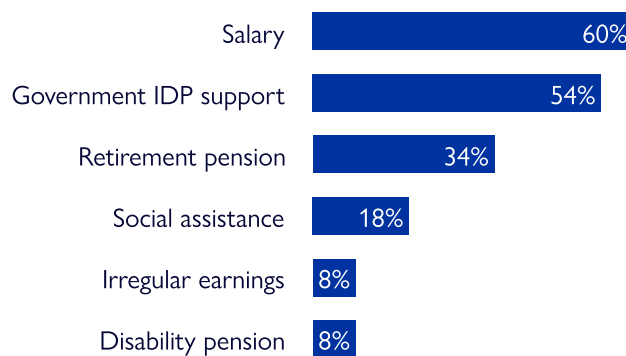 Salary 60%
Government IDP support 54%
Retirement pension 34%
Social assistance 18%
Irregular earnings 8%
Disability pension 8%